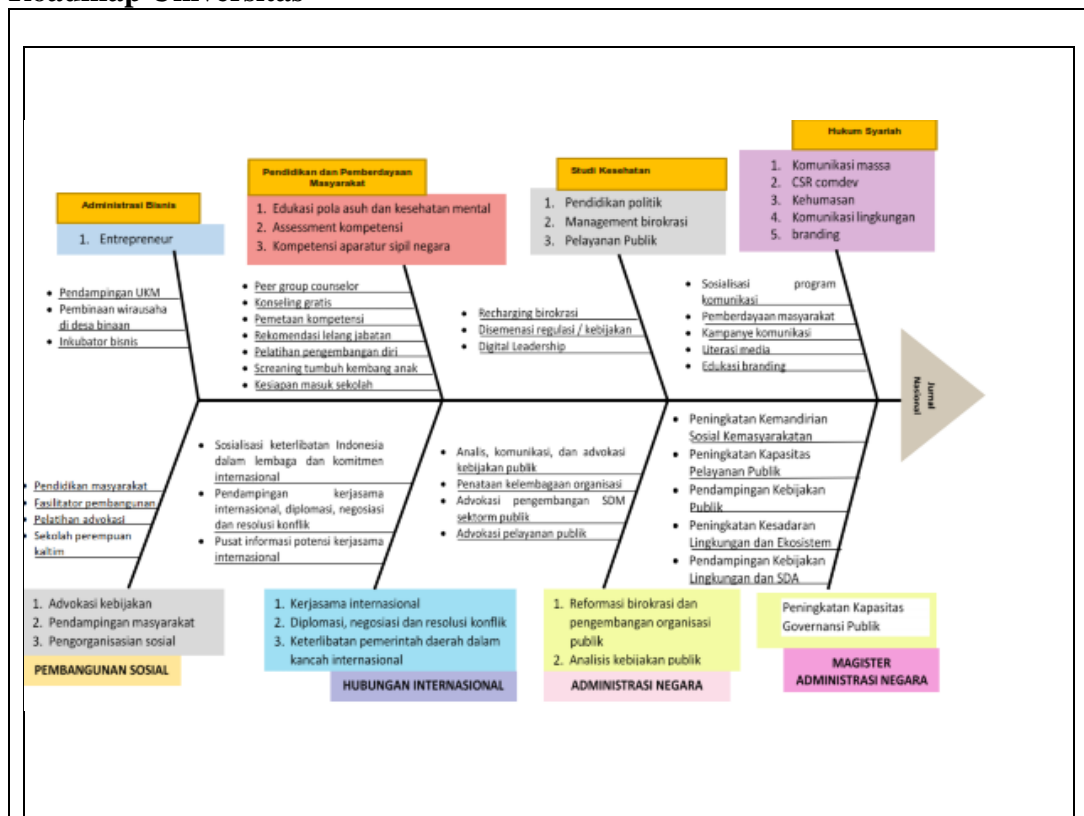 Roadmap Universitas
Administrasi Bisnis
1. Entrepreneur
• Pendampingan UKM
• Pembinaan wirausaha
di desa binaan
• Inkubator bisnis
Pendidikan dan Pemberdayaan
Masyarakat
1. Edukasi pola asuh dan kesehatan mental
2. Assessment kompetensi
3. Kompetensi aparatur sipil negara
• Peer group counselor
• Konseling gratis
• Pemetaan kompetensi
• Rekomendasi lelang jabatan
• Pelatihan pengembangan diri
• Screaning tumbuh kembang anak
• Kesiapan masuk sekolah
Studi Kesehatan
1. Pendidikan politik
2. Management birokrasi
3. Pelayanan Publik
• Recharging birokrasi
• Disemenasi regulasi / kebijakan
• Digital Leadership
Hukum Syariah
1. Komunikasi massa
2. CSR comdev
3. Kehumasan
4. Komunikasi lingkungan
5. branding
• Sosialisasi program
komunikasi
• Pemberdayaan masyarakat
• Kampanye komunikasi
• Literasi media
• Edukasi branding
Jurnal
Nasional
• Pendidikan masyarakat
• Fasilitator pembangunan
• Pelatihan advokasi
• Sekolah perempuan
kaltim
1. Advokasi kebijakan
2. Pendampingan masyarakat
3. Pengorganisasian sosial
PEMBANGUNAN SOSIAL
• Sosialisasi keterlibatan Indonesia
dalam lembaga dan komitmen
internasional
• Pendampingan kerjasama
internasional, diplomasi, negosiasi
dan resolusi konflik
• Pusat informasi potensi kerjasama
internasional
1. Kerjasama internasional
2. Diplomasi, negosiasi dan resolusi konflik
3. Keterlibatan pemerintah daerah dalam
kancah internasional
HUBUNGAN INTERNASIONAL
• Analis, komunikasi, dan advokasi
kebijakan publik
• Penataan kelembagaan organisasi
• Advokasi pengembangan SDM
sektorm publik
• Advokasi pelayanan publik
1. Reformasi birokrasi dan
pengembangan organisasi
publik
2. Analisis kebijakan publik
ADMINISTRASI NEGARA
• Peningkatan Kemandirian
Sosial Kemasyarakatan
• Peningkatan Kapasitas
Pelayanan Publik
• Pendampingan Kebijakan
Publik
• Peningkatan Kesadaran
Lingkungan dan Ekosistem
• Pendampingan Kebijakan
Lingkungan dan SDA
Peningkatan Kapasitas
Governansi Publik
MAGISTER
ADMINISTRASI NEGARA